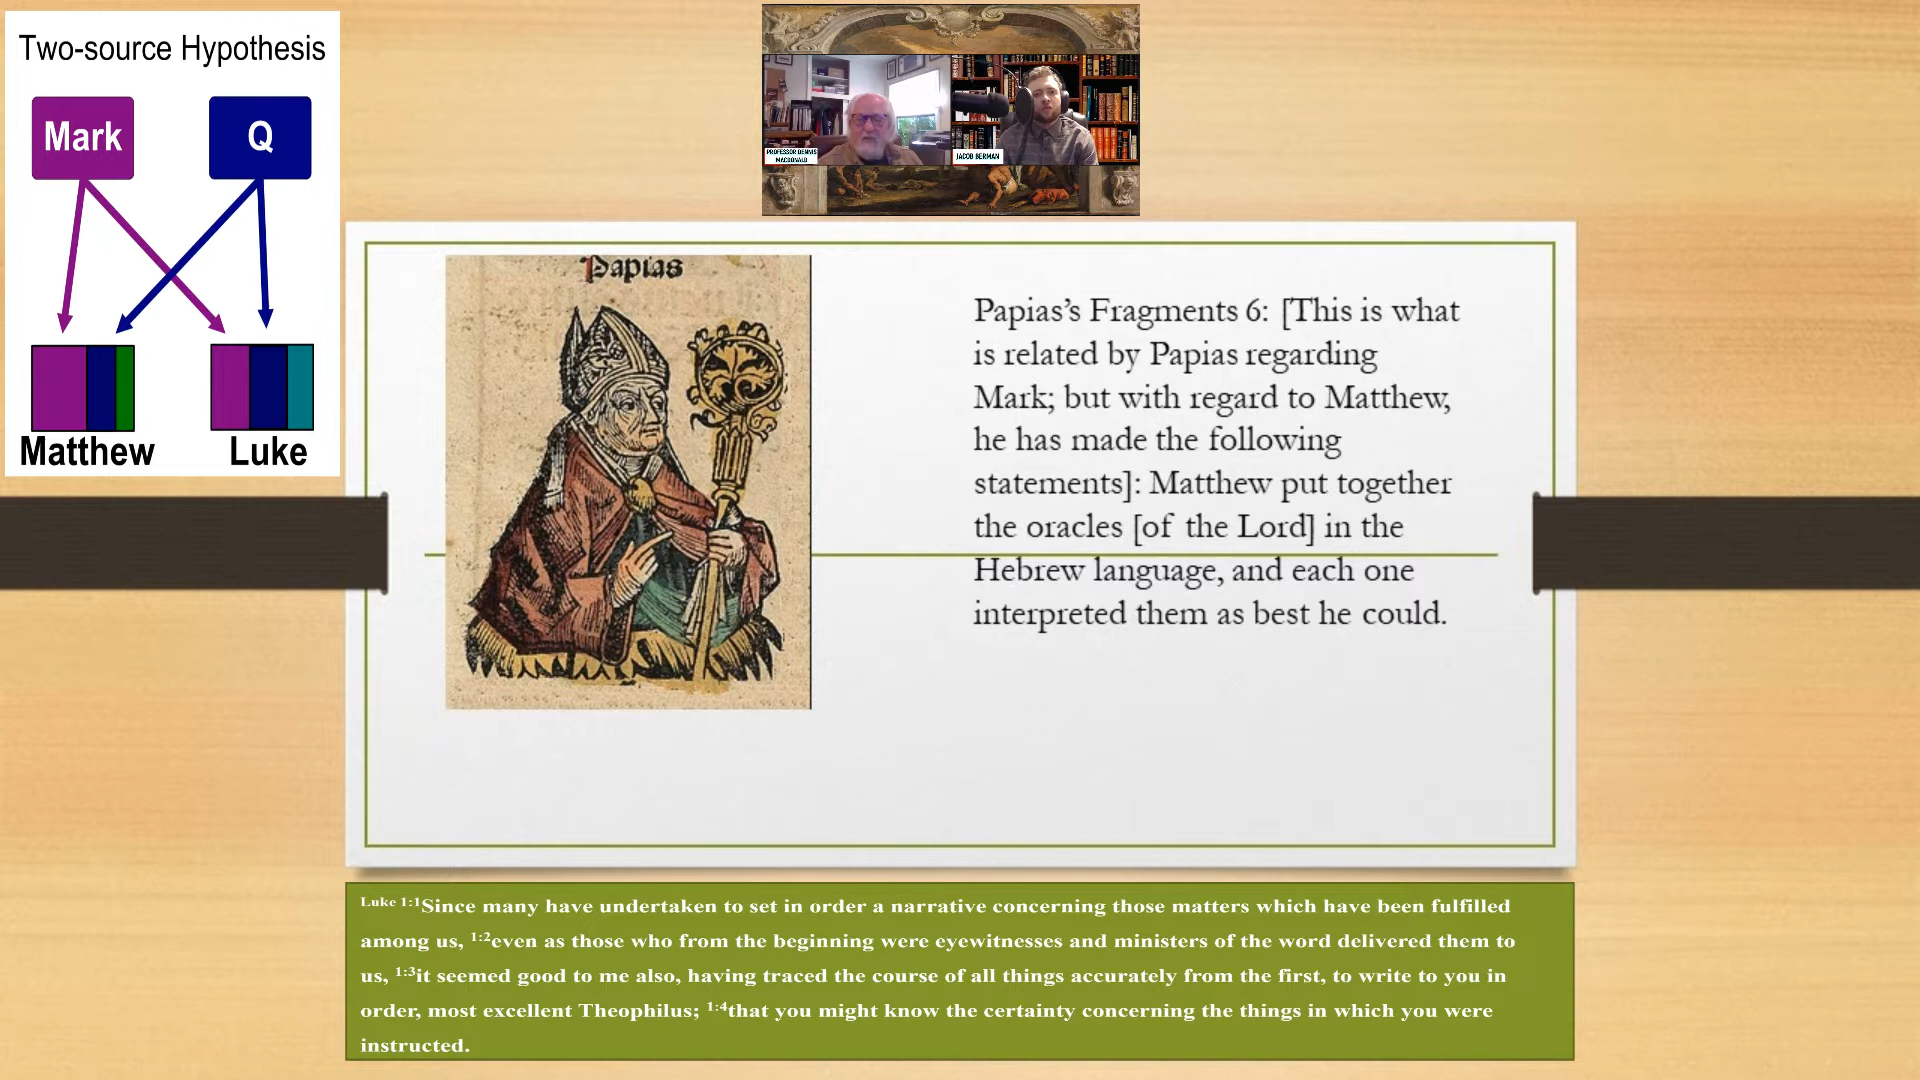 Two-source Hypothesis
Mark
Q
Matthew
Luke
PROFESSOR DENNIS
MACDONALD
JACOB BERMAN
Papias
Papias’s Fragments 6: [This is what
is related by Papias regarding
Mark; but with regard to Matthew,
he has made the following
statements]: Matthew put together
the oracles [of the Lord] in the
Hebrew language, and each one
interpreted them as best he could.
Luke 1:1Since many have undertaken to set in order a narrative concerning those matters which have been fulfilled
among us, 1:2even as those who from the beginning were eyewitnesses and ministers of the word delivered them to
us, 1:3it seemed good to me also, having traced the course of all things accurately from the first, to write to you in
order, most excellent Theophilus; 1:4that you might know the certainty concerning the things in which you were
instructed.